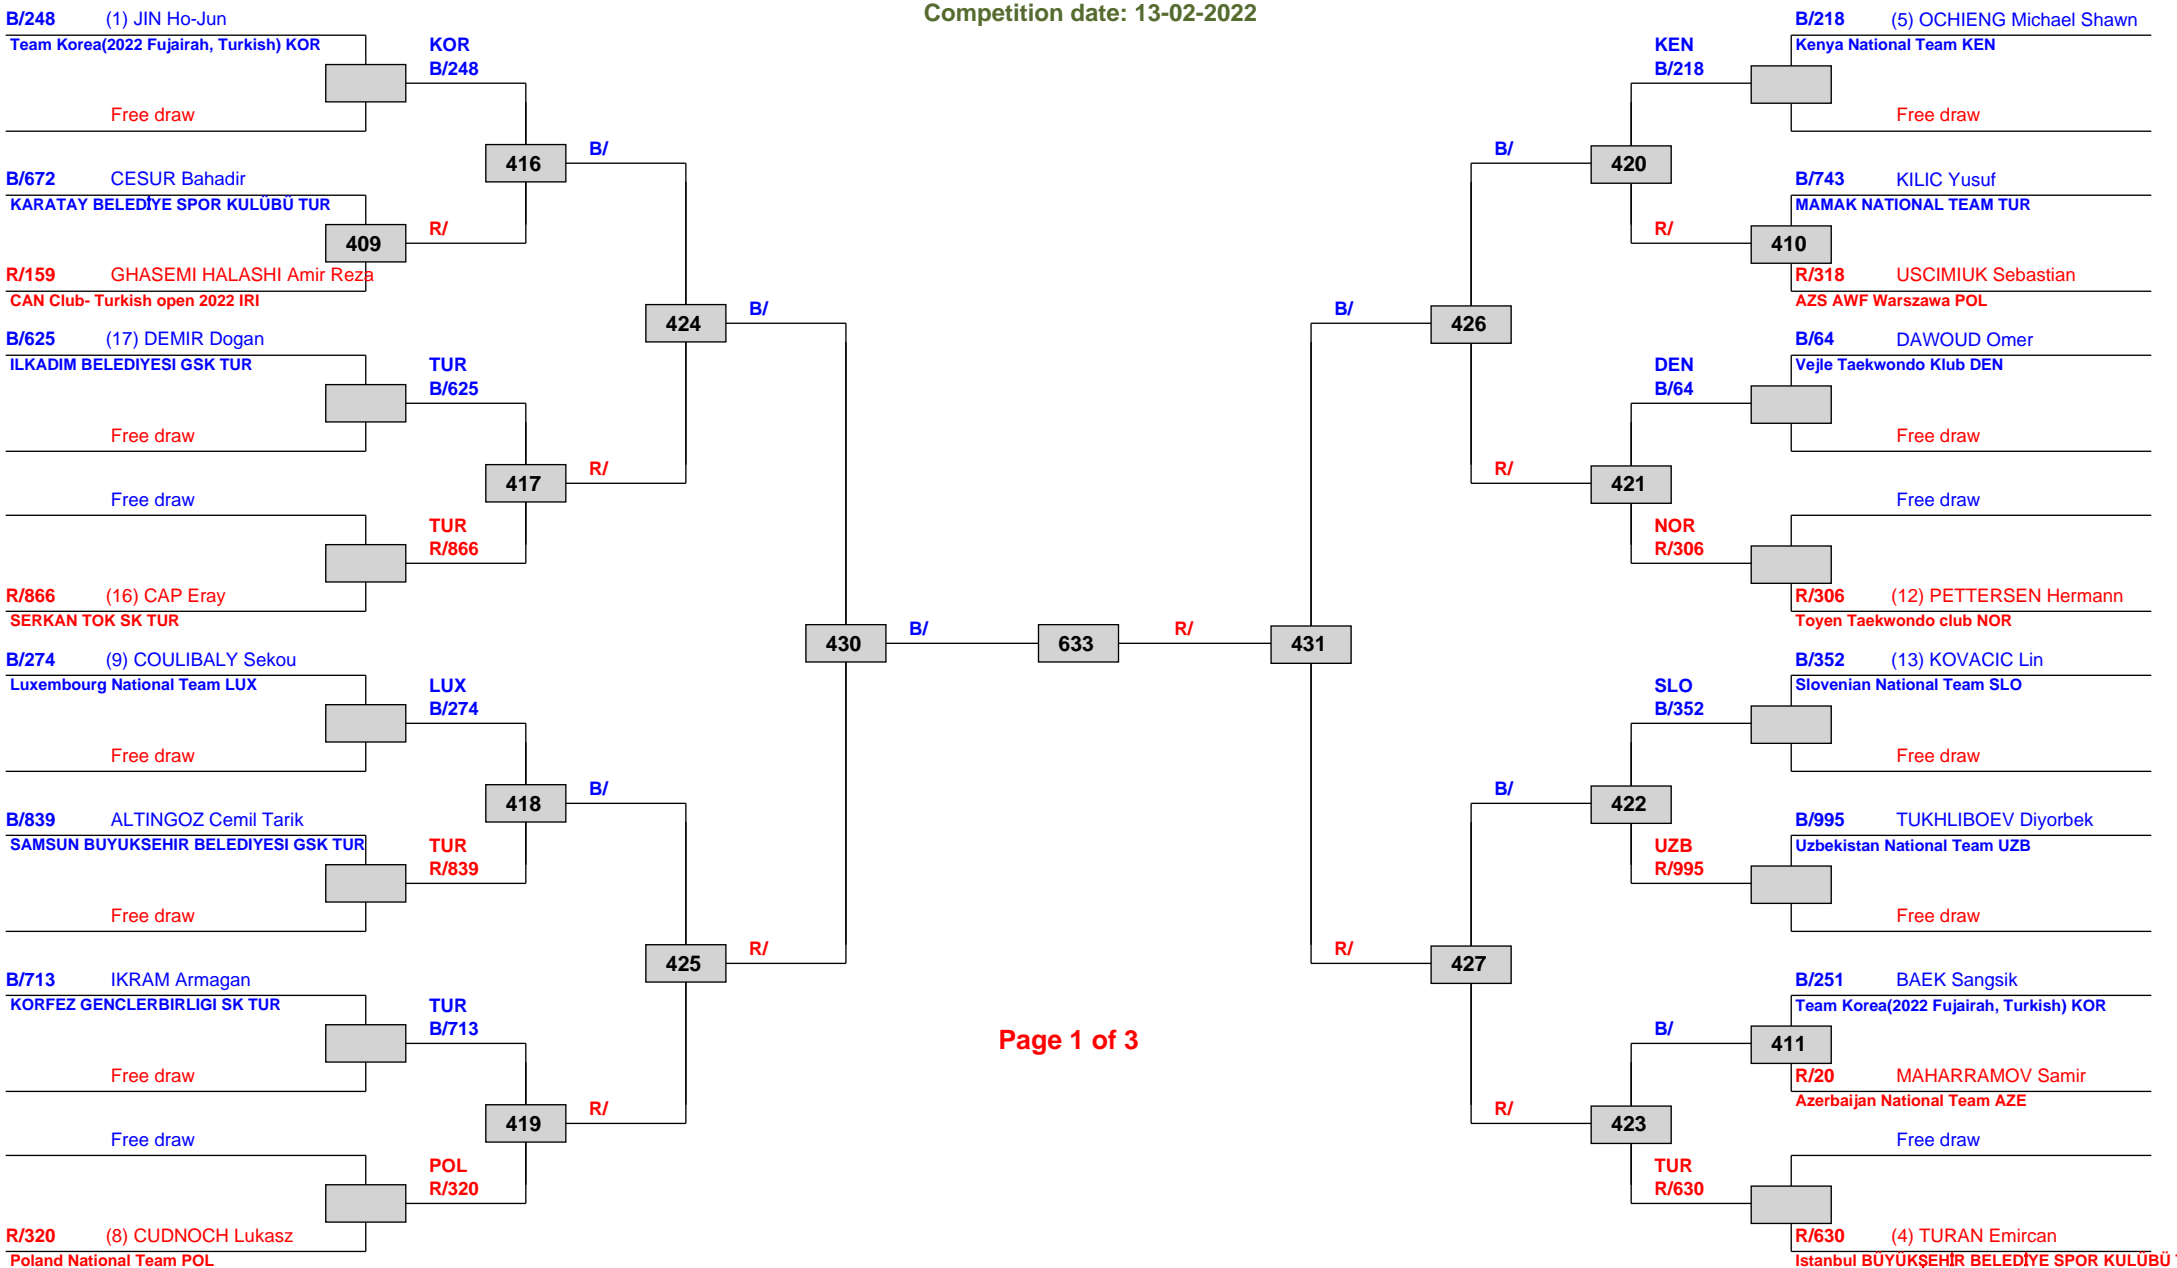 Competition date: 13-02-2022
B/248 (1) JIN Ho-Jun
Team Korea(2022 Fujairah, Turkish) KOR
KOR
B/248
Free draw
416
B/
B/672 CESUR Bahadir
KARATAY BELEDİYE SPOR KULÜBÜ TUR
409
R/
R/159 GHASEMI HALASHI Amir Reza
CAN Club- Turkish open 2022 IRI
424
B/
B/625 (17) DEMIR Dogan
ILKADIM BELEDIYESI GSK TUR
TUR
B/625
Free draw
417
R/
Free draw
TUR
R/866
R/866 (16) CAP Eray
SERKAN TOK SK TUR
430
B/
633
R/
431
B/274 (9) COULIBALY Sekou
Luxembourg National Team LUX
LUX
B/274
Free draw
418
B/
B/839 ALTINGOZ Cemil Tarik
SAMSUN BUYUKSEHIR BELEDIYESI GSK TUR
TUR
R/839
Free draw
425
R/
B/713 IKRAM Armagan
KORFEZ GENCLERBIRLIGI SK TUR
TUR
B/713
Free draw
419
R/
Free draw
POL
R/320
R/320 (8) CUDNOCH Lukasz
Poland National Team POL
Page 1 of 3
B/218 (5) OCHIENG Michael Shawn
Kenya National Team KEN
KEN
B/218
Free draw
B/
420
B/743 KILIC Yusuf
MAMAK NATIONAL TEAM TUR
R/
410
R/318 USCIMIUK Sebastian
AZS AWF Warszawa POL
B/
426
B/64 DAWOUD Omer
Vejle Taekwondo Klub DEN
DEN
B/64
Free draw
R/
421
Free draw
NOR
R/306
R/306 (12) PETTERSEN Hermann
Toyen Taekwondo club NOR
B/352 (13) KOVACIC Lin
Slovenian National Team SLO
SLO
B/352
Free draw
B/
422
B/995 TUKHLIBOEV Diyorbek
Uzbekistan National Team UZB
UZB
R/995
Free draw
R/
427
B/251 BAEK Sangsik
Team Korea(2022 Fujairah, Turkish) KOR
B/
411
R/20 MAHARRAMOV Samir
Azerbaijan National Team AZE
R/
423
Free draw
TUR
R/630
R/630 (4) TURAN Emircan
Istanbul BÜYÜKŞEHİR BELEDİYE SPOR KULÜBÜ